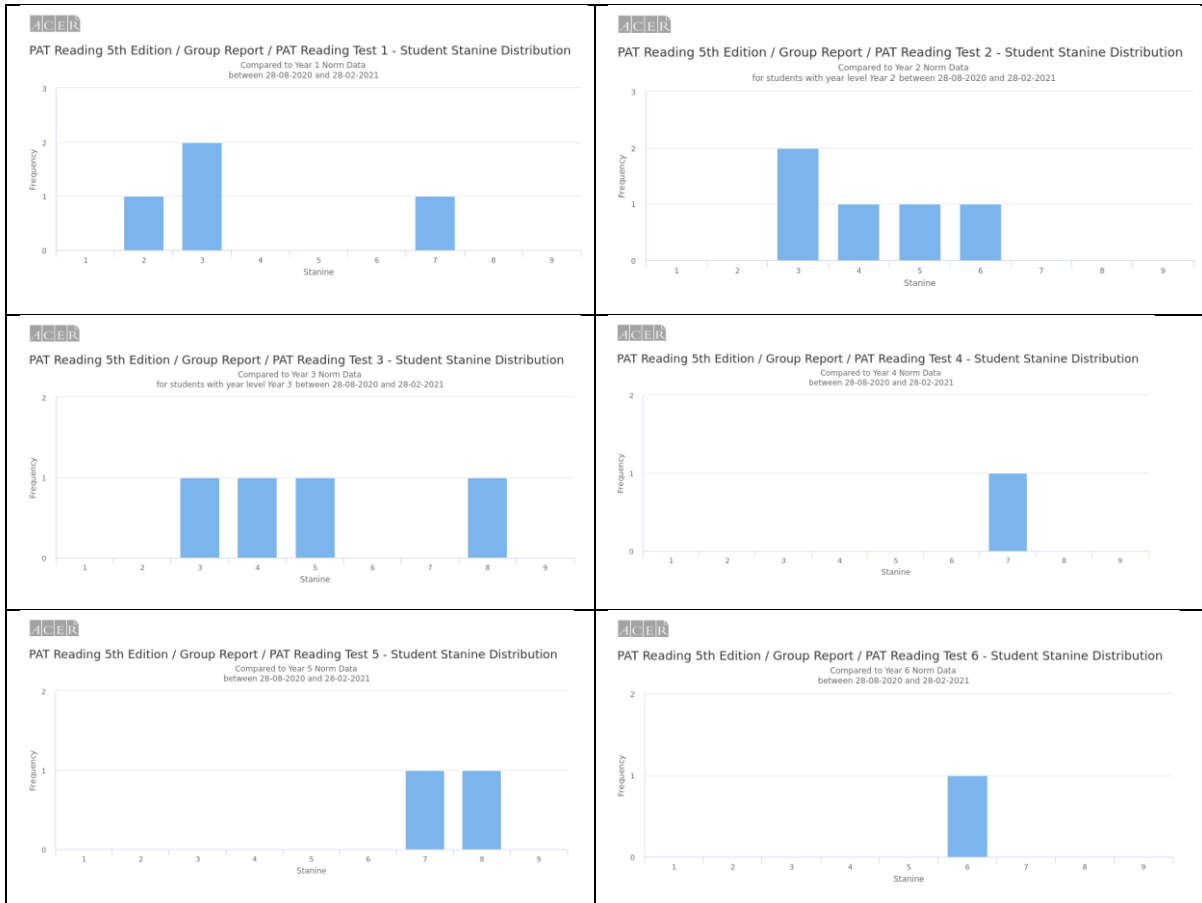 ACER
PAT Reading 5th Edition / Group Report / PAT Reading Test 1 - Student Stanine Distribution
Compared to Year 1 Norm Data
between 28-08-2020 and 28-02-2021
3
2
1
0
Frequency
1 2 3 4 5 6 7 8 9
Stanine
ACER
PAT Reading 5th Edition / Group Report / PAT Reading Test 2 - Student Stanine Distribution
Compared to Year 2 Norm Data
for students with year level Year 2 between 28-08-2020 and 28-02-2021
3
2
1
0
Frequency
1 2 3 4 5 6 7 8 9
Stanine
ACER
PAT Reading 5th Edition / Group Report / PAT Reading Test 3 - Student Stanine Distribution
Compared to Year 3 Norm Data
for students with year level Year 3 between 28-08-2020 and 28-02-2021
2
1
0
Frequency
1 2 3 4 5 6 7 8 9
Stanine
ACER
PAT Reading 5th Edition / Group Report / PAT Reading Test 4 - Student Stanine Distribution
Compared to Year 4 Norm Data
between 28-08-2020 and 28-02-2021
2
1
0
Frequency
1 2 3 4 5 6 7 8 9
Stanine
ACER
PAT Reading 5th Edition / Group Report / PAT Reading Test 5 - Student Stanine Distribution
Compared to Year 5 Norm Data
between 28-08-2020 and 28-02-2021
2
1
0
Frequency
1 2 3 4 5 6 7 8 9
Stanine
ACER
PAT Reading 5th Edition / Group Report / PAT Reading Test 6 - Student Stanine Distribution
Compared to Year 6 Norm Data
between 28-08-2020 and 28-02-2021
2
1
0
Frequency
1 2 3 4 5 6 7 8 9
Stanine